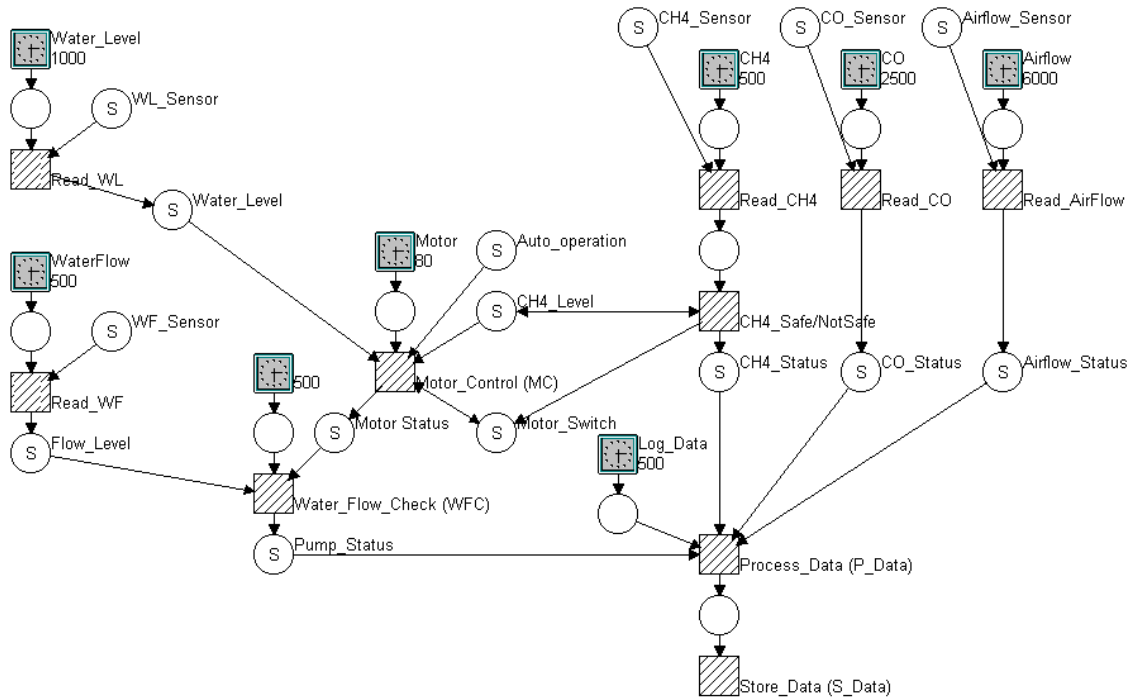 CH4_Sensor
CO_Sensor
Airflow_Sensor
S
S
S
Water_Level
1000
CH4
500
CO
2500
Airflow
6000
WL_Sensor
S
Read_WL
Read_CH4
Read_CO
Read_AirFlow
Water_Level
S
WaterFlow
500
Motor
80
Auto_operation
S
WF_Sensor
S
CH4_Level
S
CH4_Safe/NotSafe
500
Motor_Control (MC)
CH4_Status
S
CO_Status
S
Airflow_Status
S
Read_WF
Flow_Level
S
Motor Status
S
Motor_Switch
S
Log_Data
500
Water_Flow_Check (WFC)
Pump_Status
S
Process_Data (P_Data)
Store_Data (S_Data)